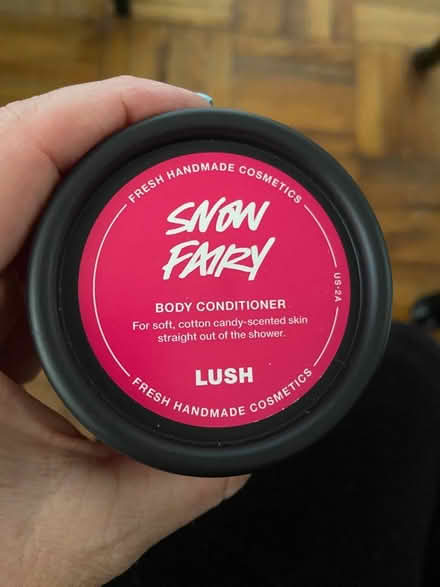 FRESH HANDMADE COSMETICS
SNOW
FAIRY
BODY CONDITIONER
For soft, cotton candy-scented skin
straight out of the shower.
US-2A
LUSH
FRESH HANDMADE COSMETICS